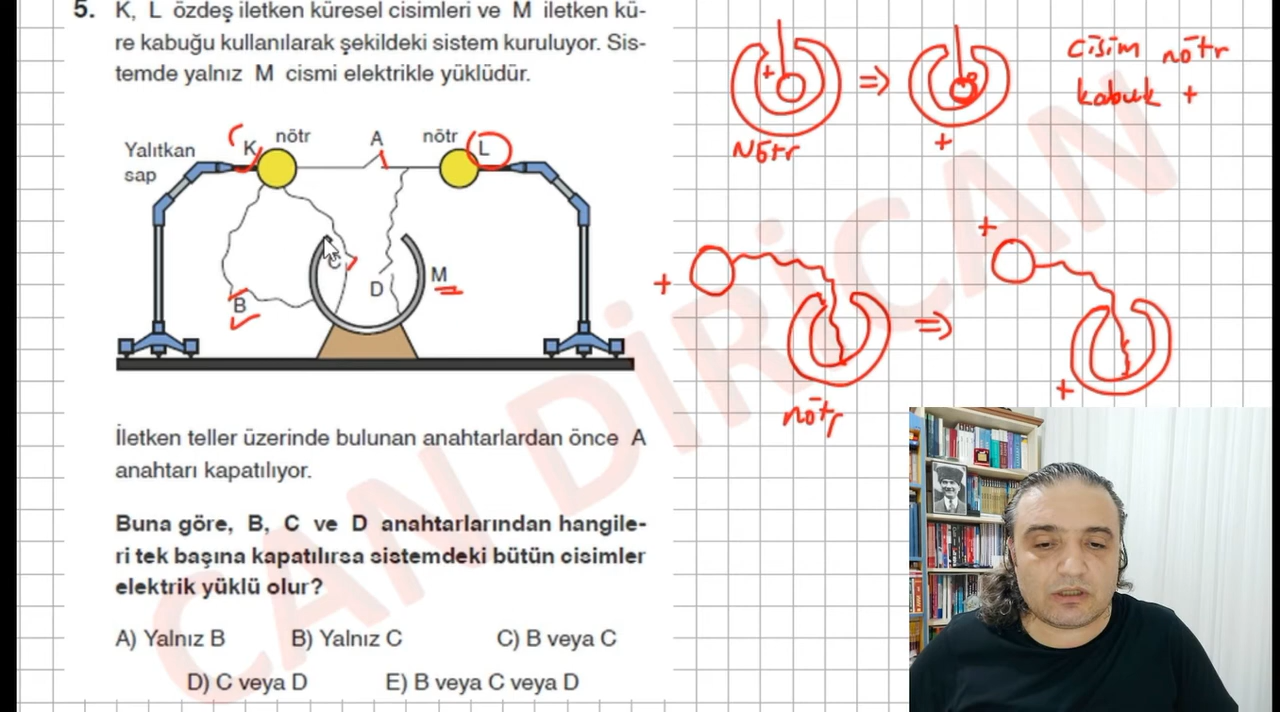 5. K, L özdeş iletken küresel cisimleri ve M iletken kü-
re kabuğu kullanılarak şekildeki sistem kuruluyor. Sis-
temde yalnız M cismi elektrikle yüklüdür.
Yalıtkan
sap
K
nötr
A
nötr
L
B
C
D
M
İletken teller üzerinde bulunan anahtarlardan önce A
anahtarı kapatılıyor.
Buna göre, B, C ve D anahtarlarından hangile-
ri tek başına kapatılırsa sistemdeki bütün cisimler
elektrik yüklü olur?
A) Yalnız B B) Yalnız C C) B veya C
D) C veya D E) B veya C veya D
+
⇒
Nötr
+
cisim nötr
kabuk +
+
nötr
⇒
+
+
CAN DİRİCAN